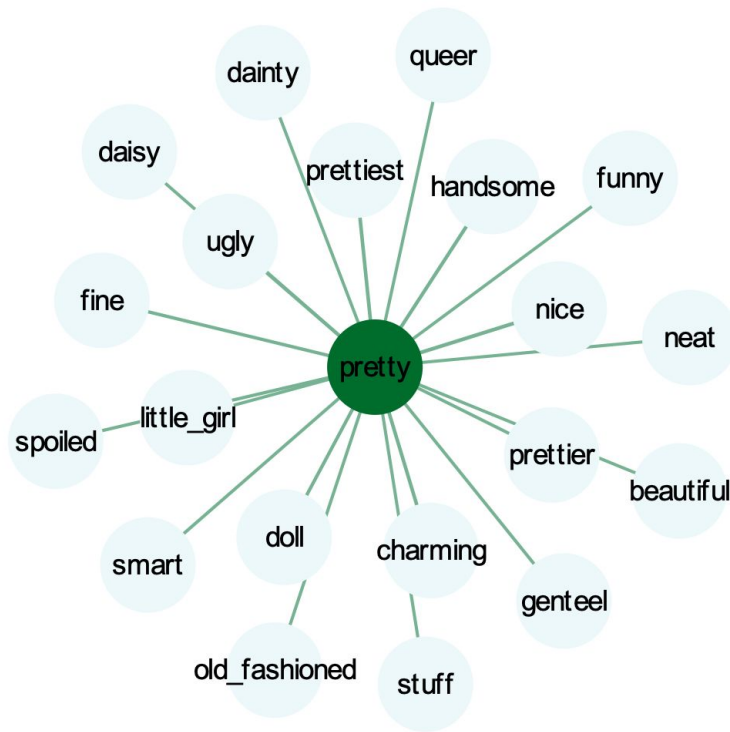 queer
dainty
daisy
prettiest
handsome
funny
ugly
fine
nice
neat
pretty
little_girl
spoiled
prettier
beautiful
doll
charming
smart
genteel
old_fashioned
stuff